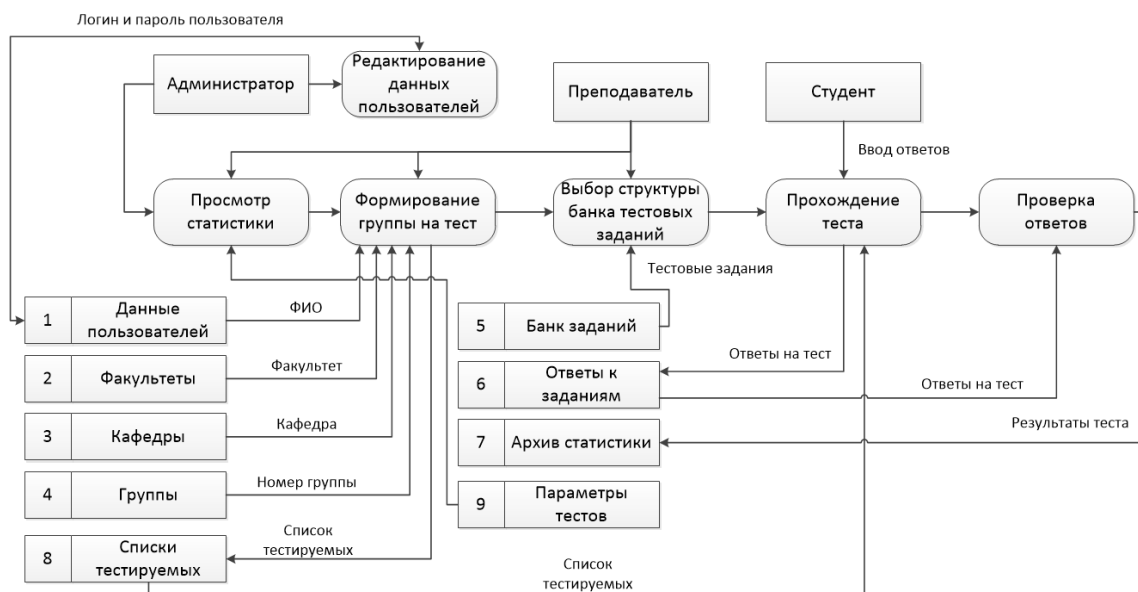 Логин и пароль пользователя
Администратор
Редактирование
данных
пользователей
Преподаватель
Студент
Ввод ответов
Просмотр
статистики
Формирование
группы на тест
Выбор структуры
банка тестовых
заданий
Прохождение
теста
Проверка
ответов
Тестовые задания
1
Данные
пользователей
ФИО
5
Банк заданий
2
Факультеты
Факультет
6
Ответы к
заданиям
Ответы на тест
Ответы на тест
3
Кафедры
Кафедра
7
Архив статистики
Результаты теста
4
Группы
Номер группы
9
Параметры
тестов
8
Списки
тестируемых
Список
тестируемых
Список
тестируемых